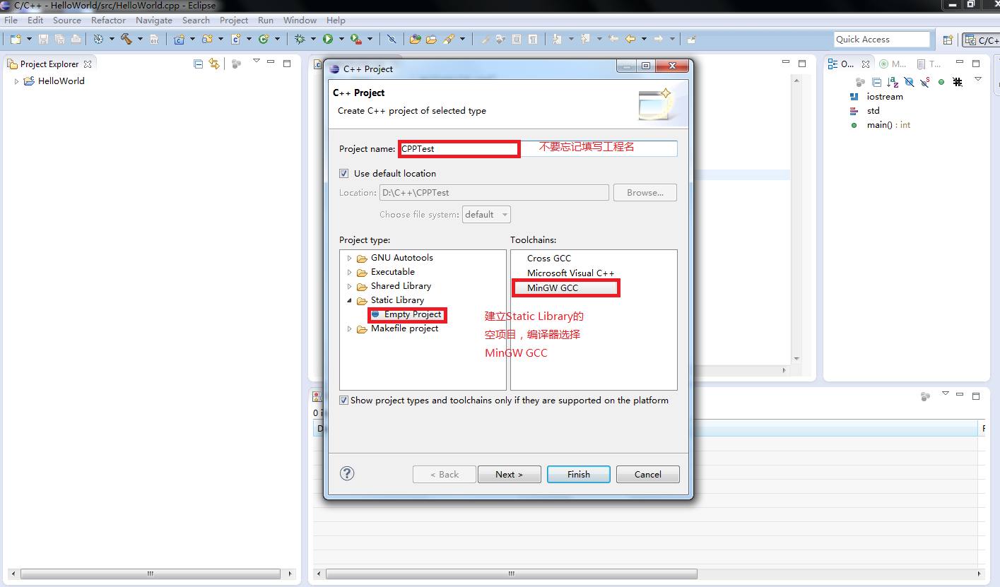 C/C++ - HelloWorld/src/HelloWorld.cpp - Eclipse
File Edit Source Refactor Navigate Search Project Run Window Help
Quick Access
C/C+
Project Explorer
HelloWorld
O...
M...
T...
iostream
std
main() : int
C++ Project
C++ Project
Create C++ project of selected type
Project name: CPPTest
不要忘记填写工程名
Use default location
Location: D:\C++\CPPTest
Browse...
Choose file system: default
Project type:
GNU Autotools
Executable
Shared Library
Static Library
Empty Project
Makefile project
Toolchains:
Cross GCC
Microsoft Visual C++
MinGW GCC
建立Static Library的
空项目，编译器选择
MinGW GCC
Show project types and toolchains only if they are supported on the platform
< Back
Next >
Finish
Cancel
0 i
D